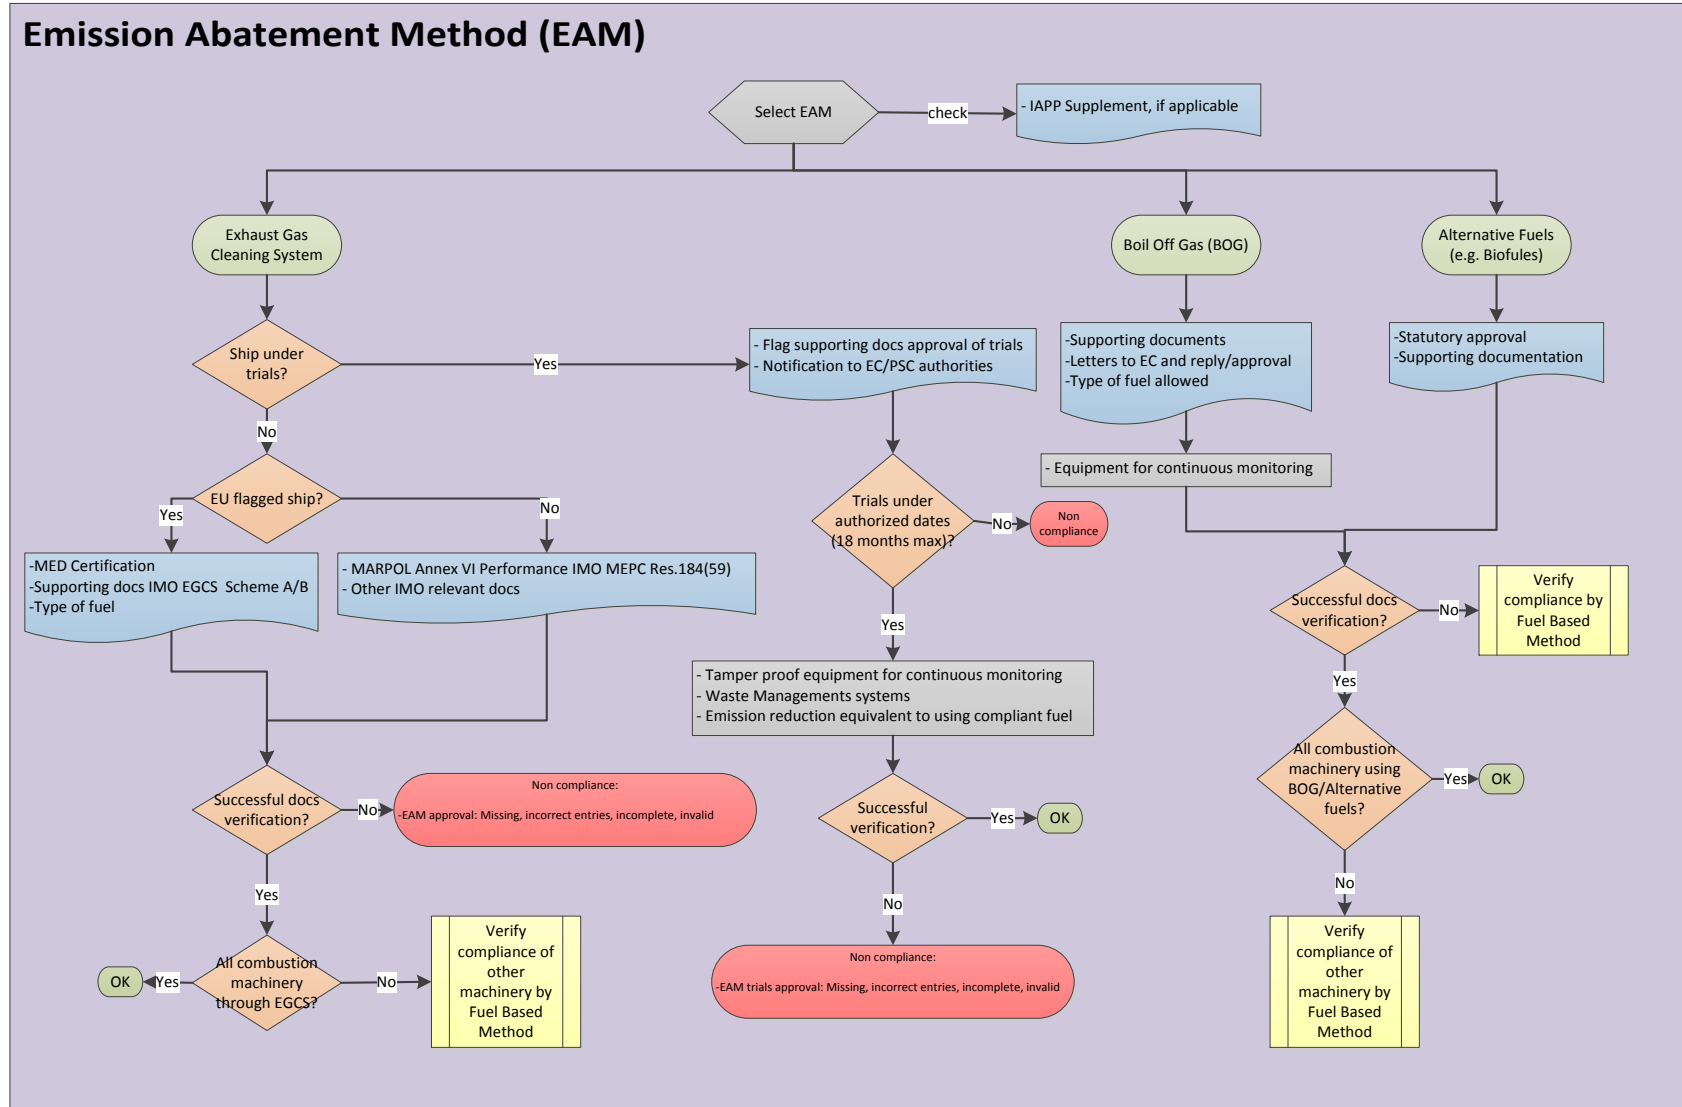 Emission Abatement Method (EAM)
Select EAM
check
- IAPP Supplement, if applicable
Exhaust Gas
Cleaning System
Boil Off Gas (BOG)
Alternative Fuels
(e.g. Biofules)
Ship under
trials?
Yes
- Flag supporting docs approval of trials
- Notification to EC/PSC authorities
-Supporting documents
-Letters to EC and reply/approval
-Type of fuel allowed
-Statutory approval
-Supporting documentation
No
EU flagged ship?
Yes
No
- Equipment for continuous monitoring
Trials under
authorized dates
(18 months max)?
No
Non
compliance
-MED Certification
-Supporting docs IMO EGCS  Scheme A/B
-Type of fuel
- MARPOL Annex VI Performance IMO MEPC Res.184(59)
- Other IMO relevant docs
Successful docs
verification?
No
Verify
compliance by
Fuel Based
Method
Yes
- Tamper proof equipment for continuous monitoring
- Waste Managements systems
- Emission reduction equivalent to using compliant fuel
Yes
All combustion
machinery using
BOG/Alternative
fuels?
Yes
OK
Successful docs
verification?
No
Non compliance:
-EAM approval: Missing, incorrect entries, incomplete, invalid
Successful
verification?
Yes
OK
Yes
No
No
All combustion
machinery
through EGCS?
Yes
OK
No
Verify
compliance of
other
machinery by
Fuel Based
Method
Non compliance:
-EAM trials approval: Missing, incorrect entries, incomplete, invalid
Verify
compliance of
other
machinery by
Fuel Based
Method